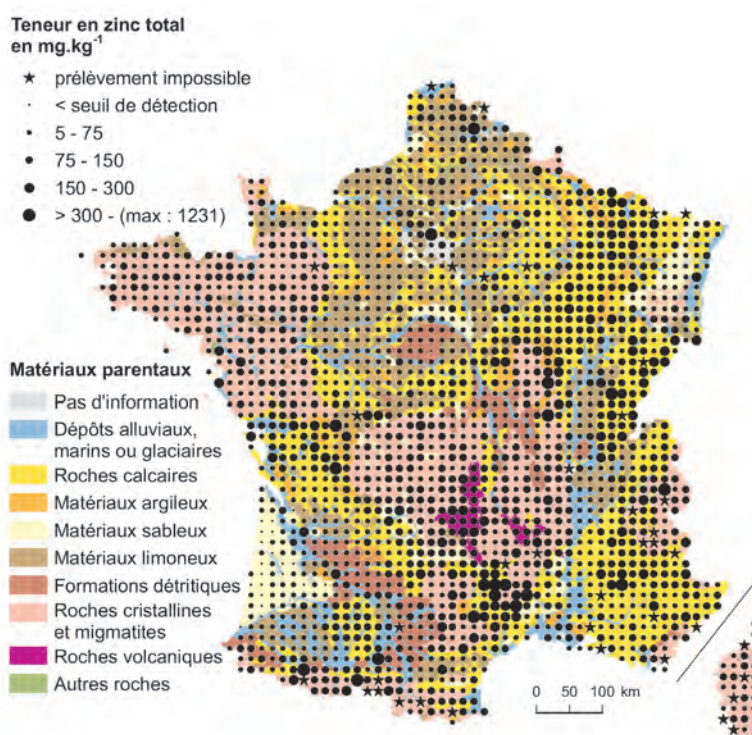 Teneur en zinc total
en mg.kg⁻¹
prélèvement impossible
< seuil de détection
5 - 75
75 - 150
150 - 300
> 300 - (max : 1231)
Matériaux parentaux
Pas d'information
Dépôts alluviaux,
marins ou glaciaires
Roches calcaires
Matériaux argileux
Matériaux sableux
Matériaux limoneux
Formations détritiques
Roches cristallines
et migmatites
Roches volcaniques
Autres roches
0 50 100 km